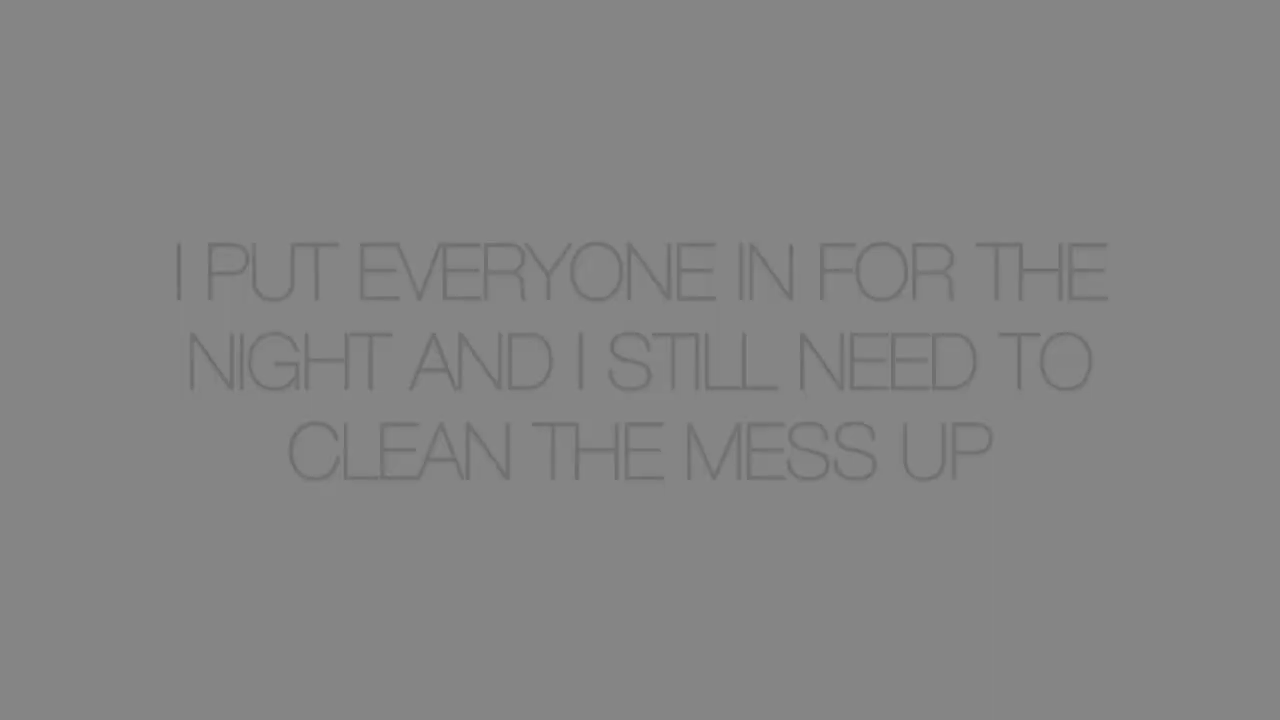 I PUT EVERYONE IN FOR THE
NIGHT AND I STILL NEED TO
CLEAN THE MESS UP